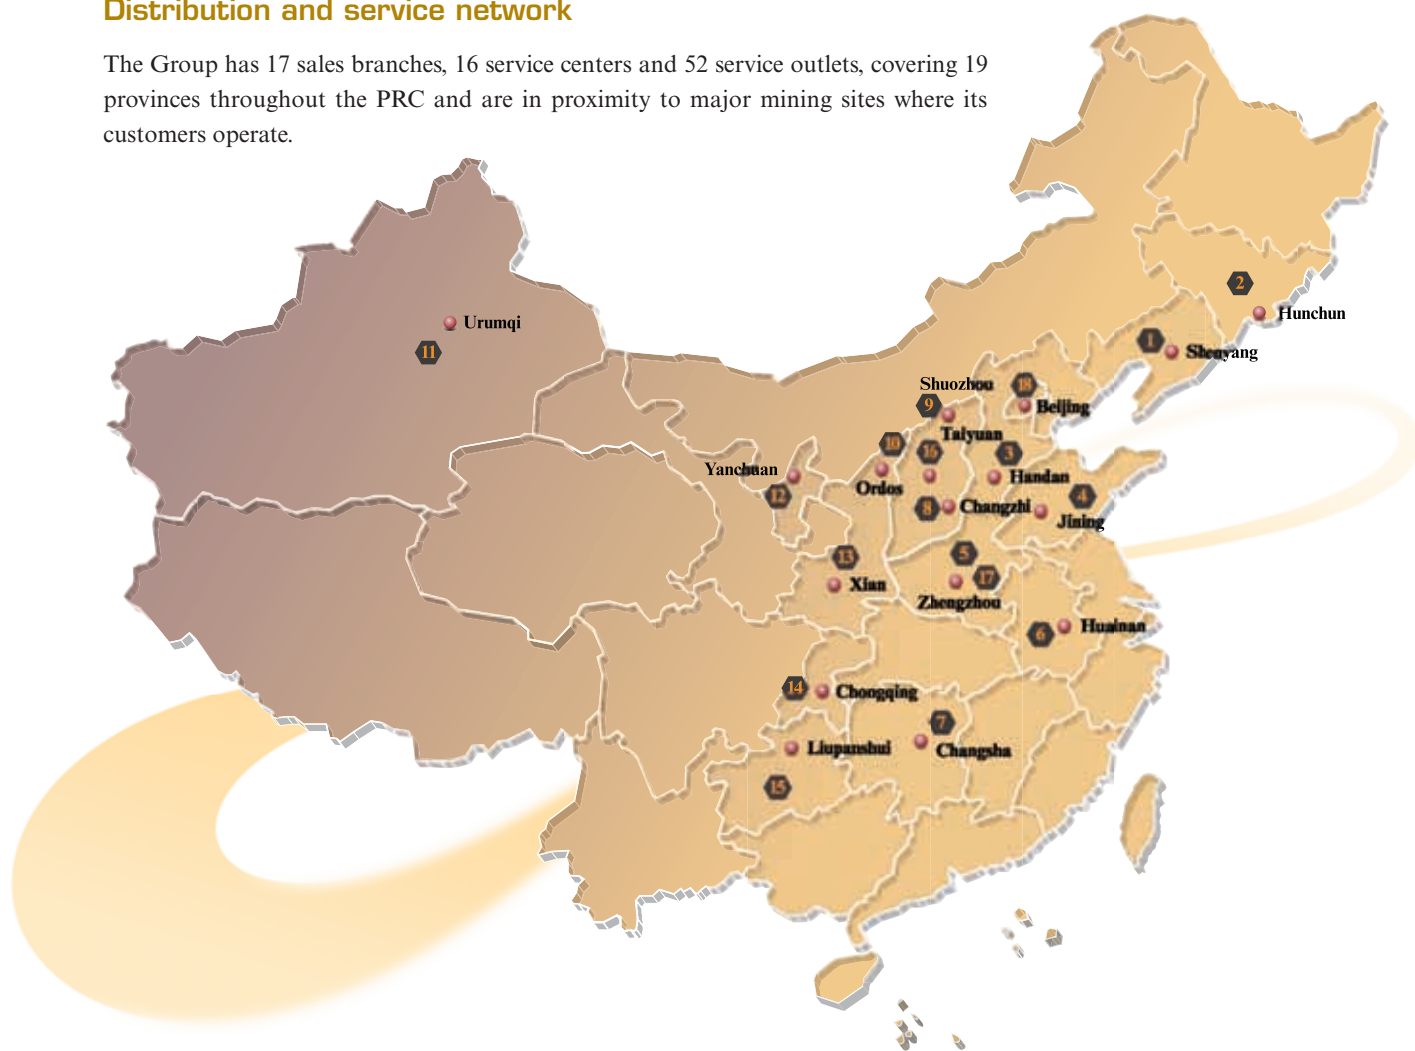 Distribution and service network
The Group has 17 sales branches, 16 service centers and 52 service outlets, covering 19
provinces throughout the PRC and are in proximity to major mining sites where its
customers operate.
2
Hunchun
Urumqi
11
1
Shenyang
Shuozhou
18
9
Beijing
Taiyuan
10
16
3
Yanchuan
Handan
Ordos
12
4
8
Changzhi
Jining
5
13
17
Xian
Zhengzhou
6
Huainan
14
Chongqing
7
Liupanshui
Changsha
15